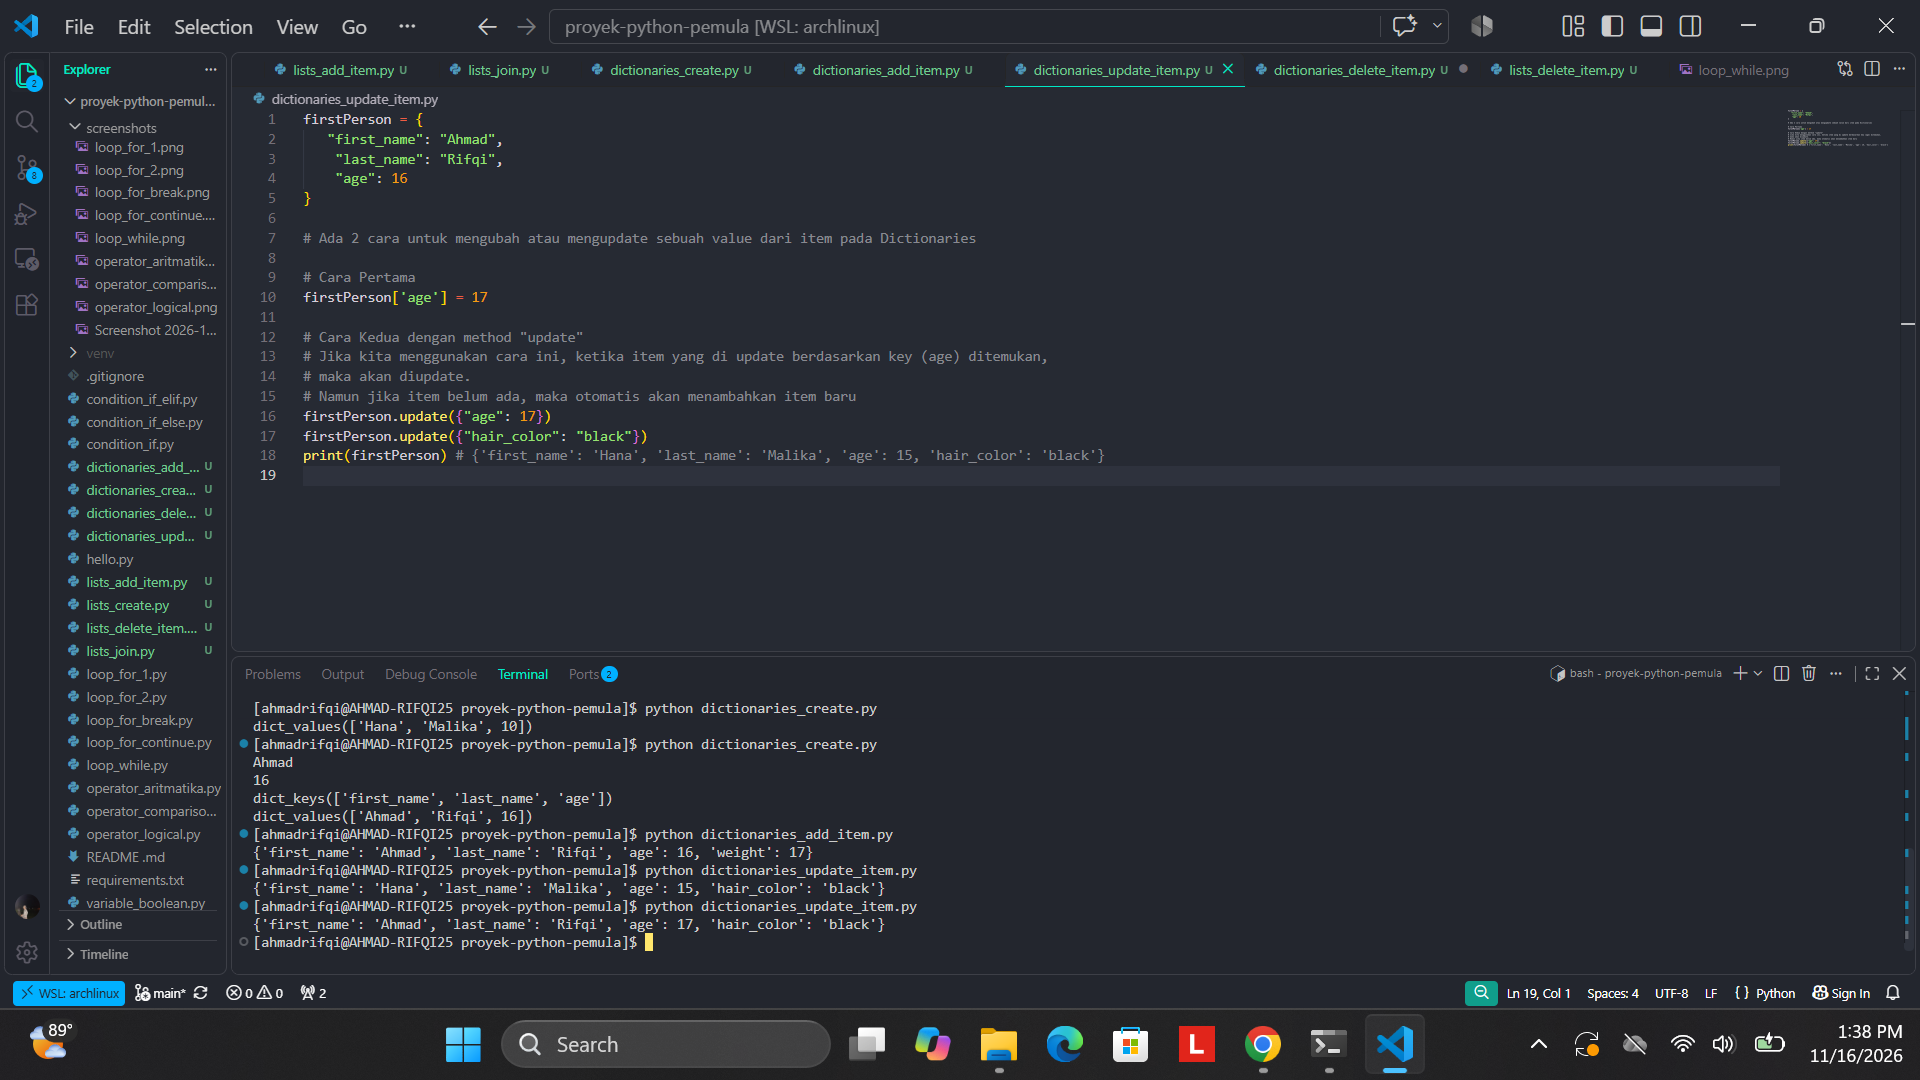 File Edit Selection View Go ··· proyek-python-pemula [WSL: archlinux]
Explorer ···
lists_add_item.py U lists_join.py U dictionaries_create.py U dictionaries_add_item.py U dictionaries_update_item.py U dictionaries_delete_item.py U lists_delete_item.py U loop_while.png
proyek-python-pemul...
screenshots
loop_for_1.png
loop_for_2.png
loop_for_break.png
loop_for_continue....
loop_while.png
operator_aritmatik...
operator_comparis...
operator_logical.png
Screenshot 2026-1...
venv
.gitignore
condition_if_elif.py
condition_if_else.py
condition_if.py
dictionaries_add_... U
dictionaries_crea... U
dictionaries_dele... U
dictionaries_upd... U
hello.py
lists_add_item.py U
lists_create.py U
lists_delete_item.... U
lists_join.py U
loop_for_1.py
loop_for_2.py
loop_for_break.py
loop_for_continue.py
loop_while.py
operator_aritmatika.py
operator_compariso...
operator_logical.py
README .md
requirements.txt
variable_boolean.py
Outline
Timeline
2
8
dictionaries_update_item.py
1 firstPerson = {
2 "first_name": "Ahmad",
3 "last_name": "Rifqi",
4 "age": 16
5 }
6
7 # Ada 2 cara untuk mengubah atau mengupdate sebuah value dari item pada Dictionaries
8
9 # Cara Pertama
10 firstPerson['age'] = 17
11
12 # Cara Kedua dengan method "update"
13 # Jika kita menggunakan cara ini, ketika item yang di update berdasarkan key (age) ditemukan,
14 # maka akan diupdate.
15 # Namun jika item belum ada, maka otomatis akan menambahkan item baru
16 firstPerson.update({"age": 17})
17 firstPerson.update({"hair_color": "black"})
18 print(firstPerson) # {'first_name': 'Hana', 'last_name': 'Malika', 'age': 15, 'hair_color': 'black'}
19
Problems Output Debug Console Terminal Ports 2 bash - proyek-python-pemula
[ahmadrifqi@AHMAD-RIFQI25 proyek-python-pemula]$ python dictionaries_create.py
dict_values(['Hana', 'Malika', 10])
[ahmadrifqi@AHMAD-RIFQI25 proyek-python-pemula]$ python dictionaries_create.py
Ahmad
16
dict_keys(['first_name', 'last_name', 'age'])
dict_values(['Ahmad', 'Rifqi', 16])
[ahmadrifqi@AHMAD-RIFQI25 proyek-python-pemula]$ python dictionaries_add_item.py
{'first_name': 'Ahmad', 'last_name': 'Rifqi', 'age': 16, 'weight': 17}
[ahmadrifqi@AHMAD-RIFQI25 proyek-python-pemula]$ python dictionaries_update_item.py
{'first_name': 'Hana', 'last_name': 'Malika', 'age': 15, 'hair_color': 'black'}
[ahmadrifqi@AHMAD-RIFQI25 proyek-python-pemula]$ python dictionaries_update_item.py
{'first_name': 'Ahmad', 'last_name': 'Rifqi', 'age': 17, 'hair_color': 'black'}
[ahmadrifqi@AHMAD-RIFQI25 proyek-python-pemula]$
WSL: archlinux main* 0 0 2 Ln 19, Col 1 Spaces: 4 UTF-8 LF { } Python Sign In
89° Search L 1:38 PM
11/16/2026